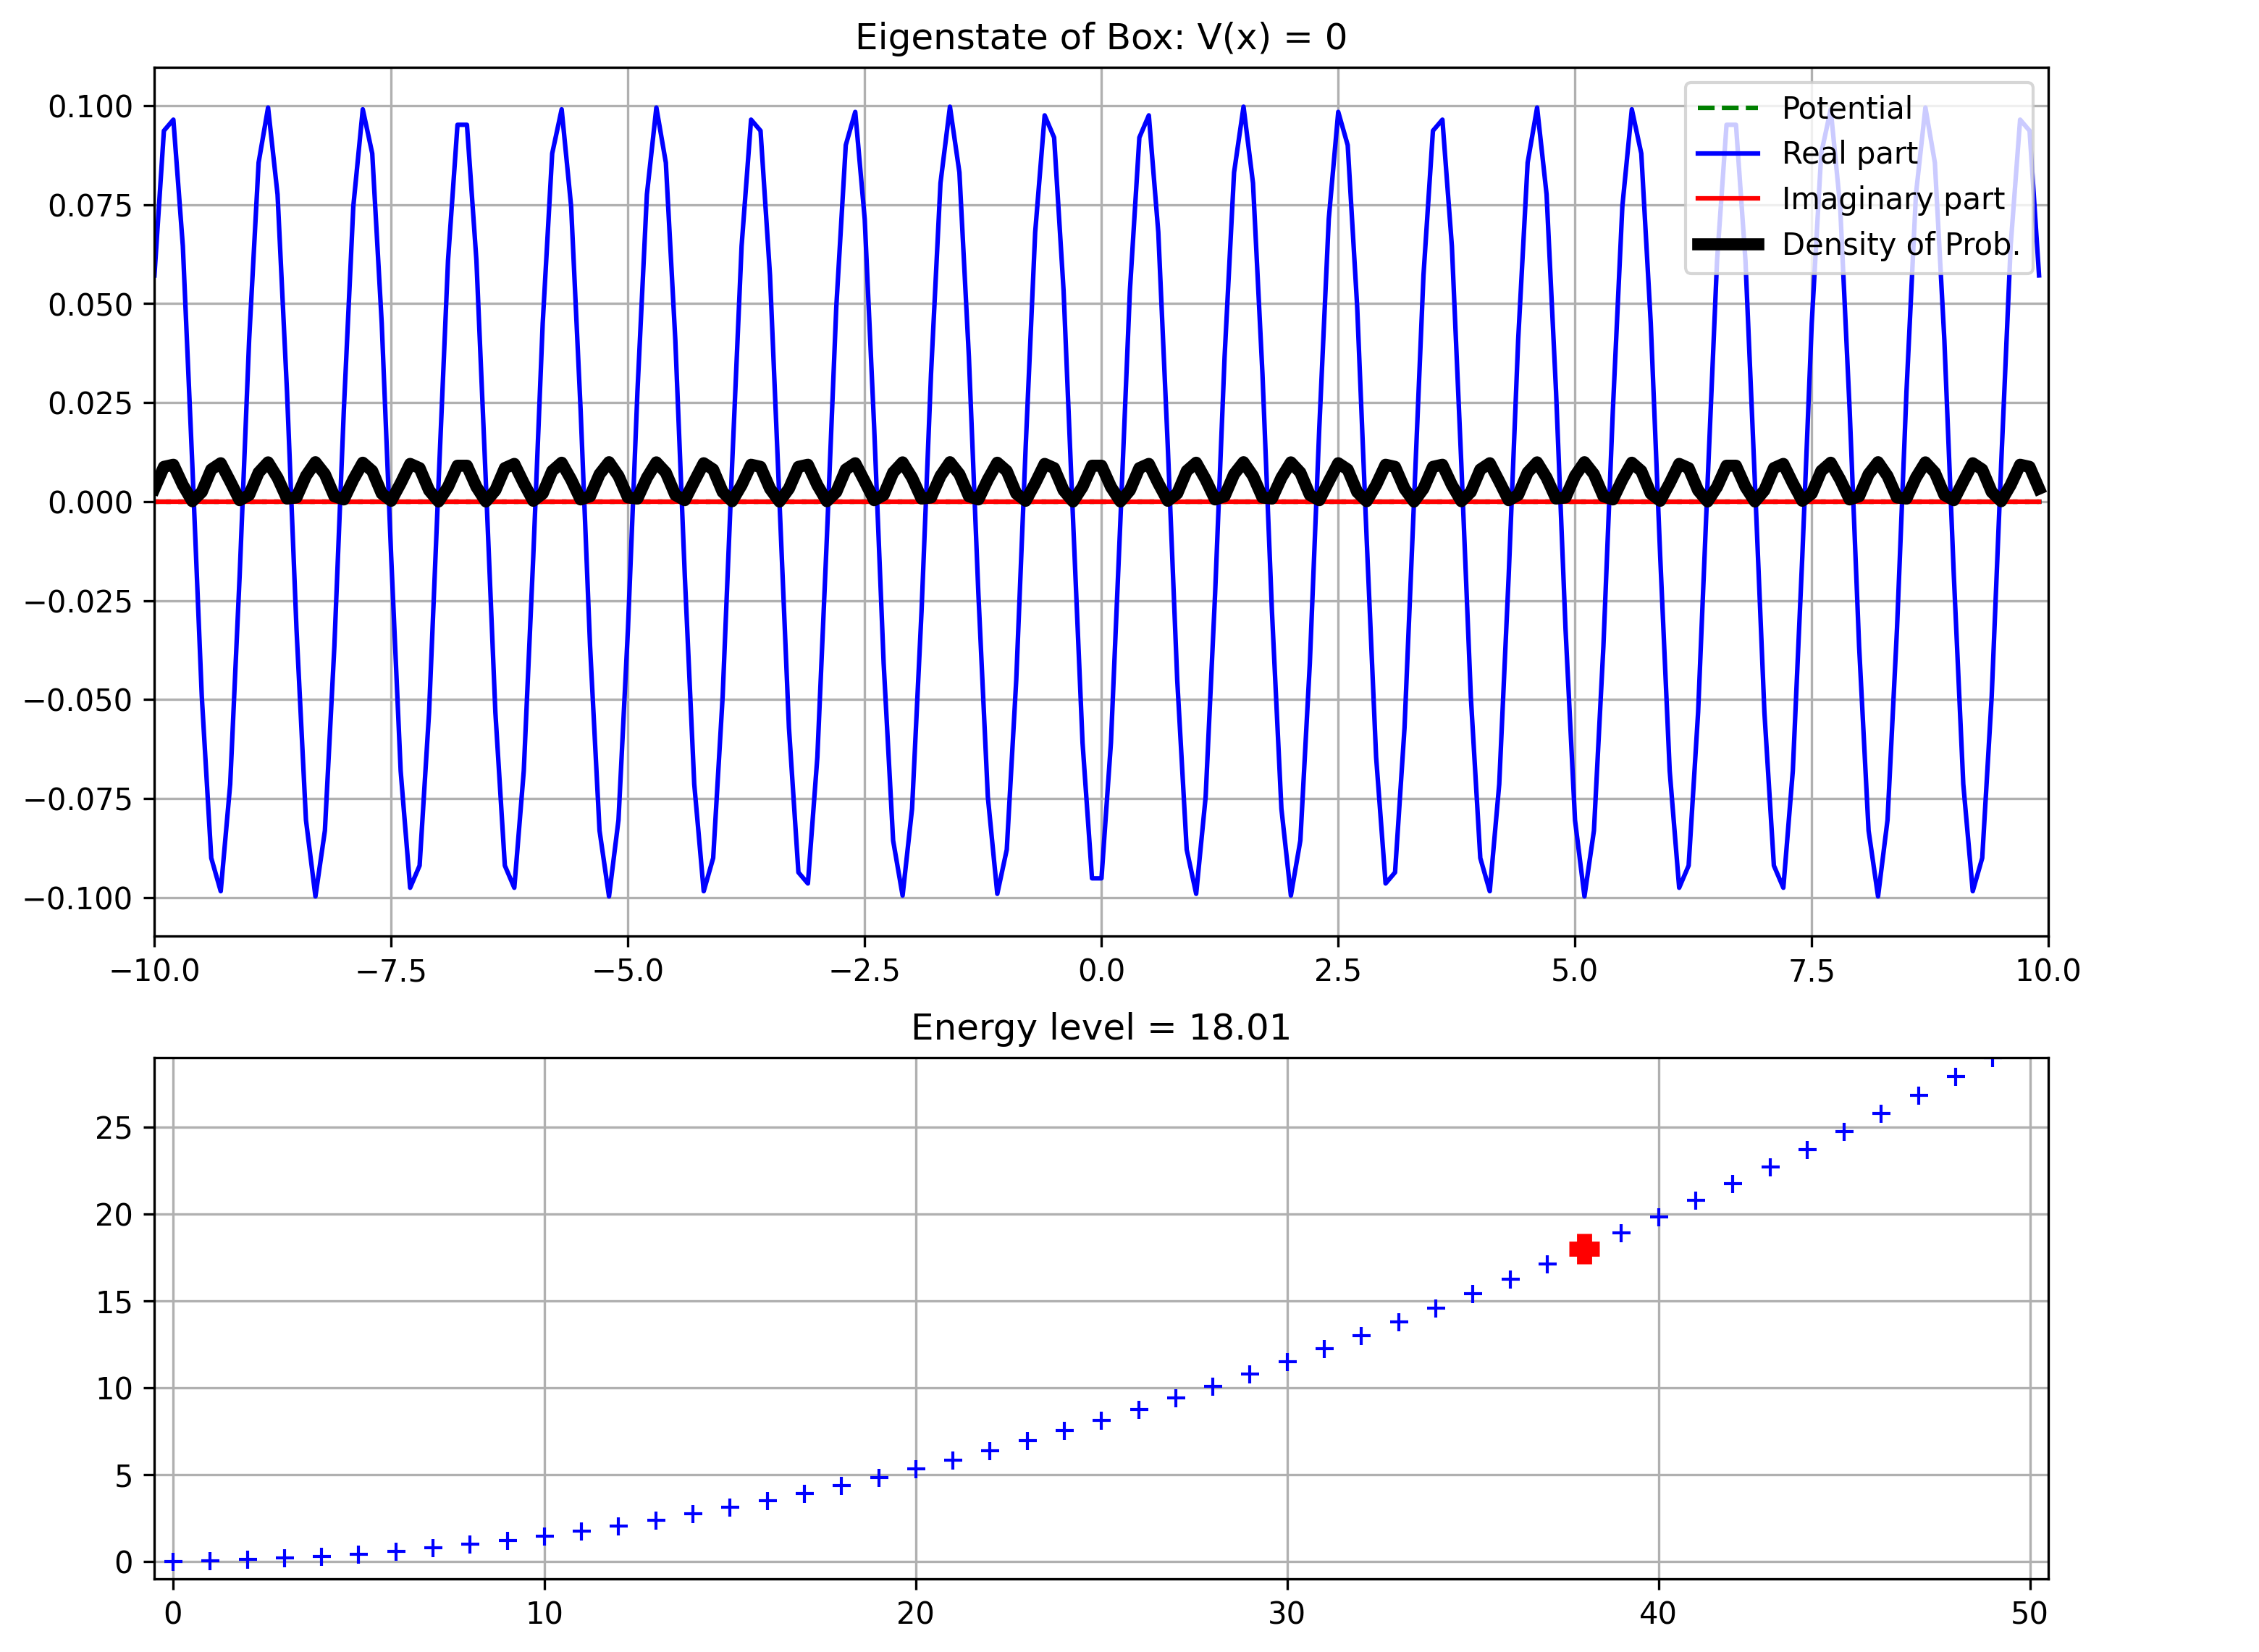 Eigenstate of Box: V(x) = 0
0.100
0.075
0.050
0.025
0.000
−0.025
−0.050
−0.075
−0.100
Potential
Real part
Imaginary part
Density of Prob.
−10.0 −7.5 −5.0 −2.5 0.0 2.5 5.0 7.5 10.0
Energy level = 18.01
25
20
15
10
5
0
0 10 20 30 40 50